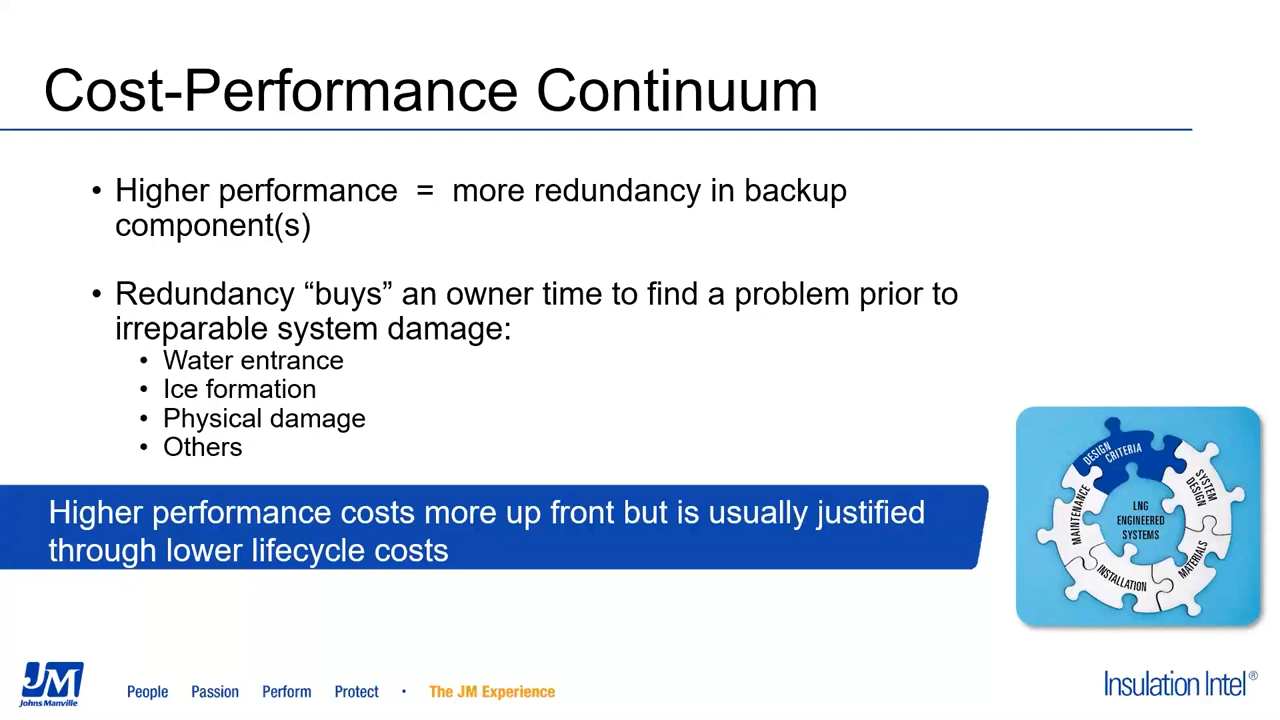 Cost-Performance Continuum
• Higher performance = more redundancy in backup
component(s)
• Redundancy “buys” an owner time to find a problem prior to
irreparable system damage:
• Water entrance
• Ice formation
• Physical damage
• Others
Higher performance costs more up front but is usually justified
through lower lifecycle costs
DESIGN
CRITERIA
SYSTEM
DESIGN
MATERIALS
INSTALLATION
MAINTENANCE
LNG
ENGINEERED
SYSTEMS
JM
Johns Manville
People Passion Perform Protect • The JM Experience
Insulation Intel®